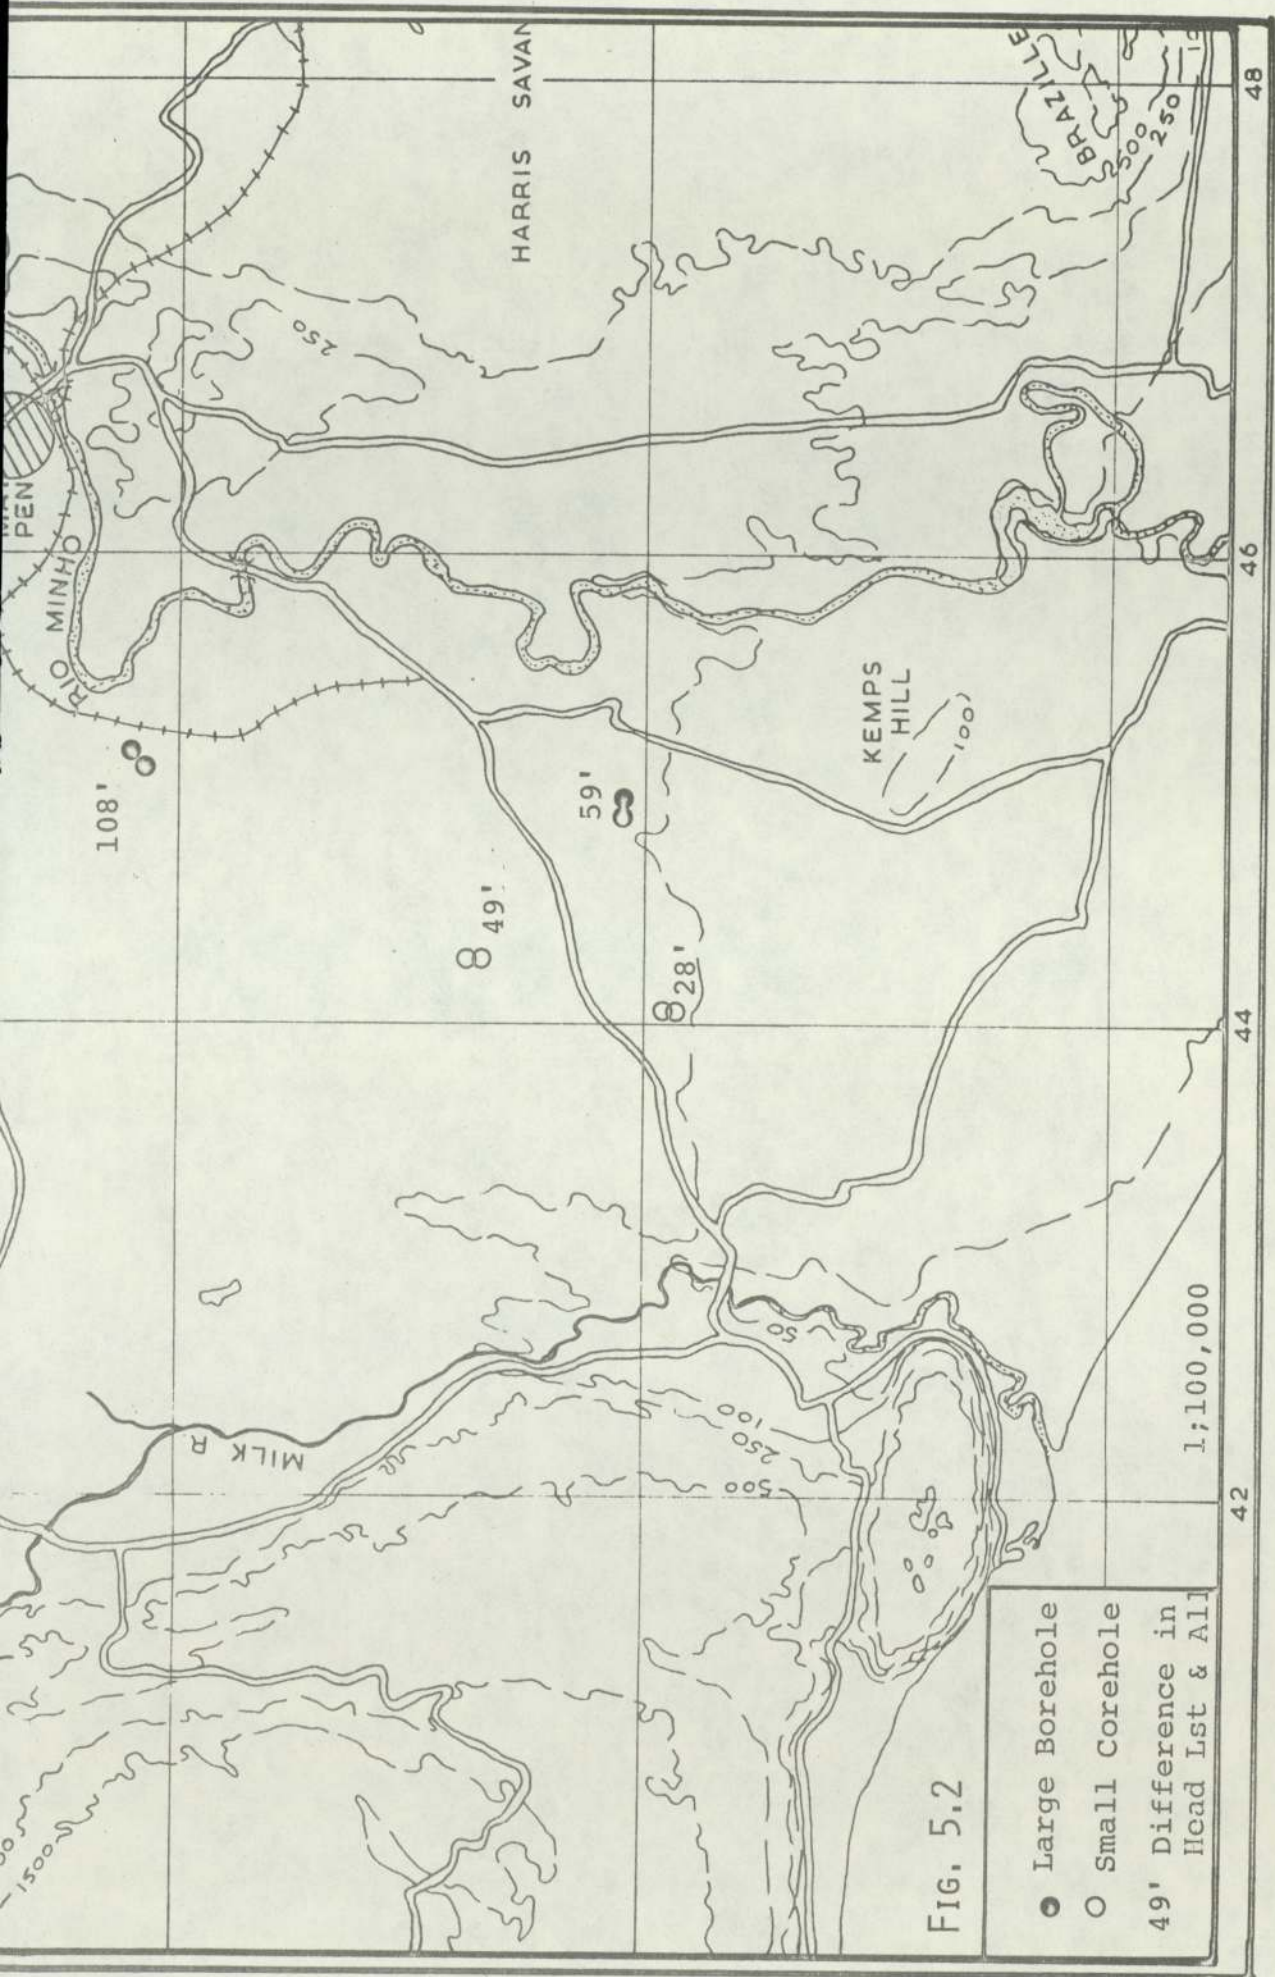 PEN
RIO MINHO
108'
HARRIS SAVAN
250
BRAZILLE
2500
250
59'
49'
28'
KEMPS
HILL
100'
MILK R
50
100
250
500
1500
48
46
44
42
1;100,000
FIG. 5.2
Large Borehole
Small Corehole
49' Difference in
Head Lst & All